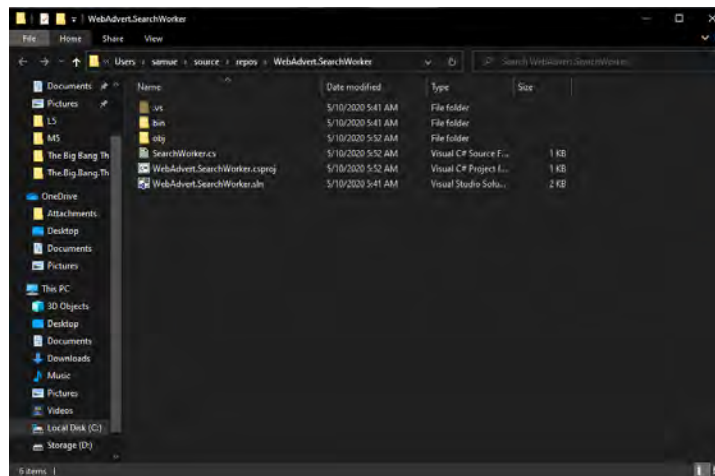 WebAdvert.SearchWorker
File Home Share View
Users › samue › source › repos › WebAdvert.SearchWorker
Search WebAdvert.SearchWorker
Name Date modified Type Size
.vs 5/10/2020 5:41 AM File folder
bin 5/10/2020 5:41 AM File folder
obj 5/10/2020 5:52 AM File folder
SearchWorker.cs 5/10/2020 5:52 AM Visual C# Source F... 1 KB
WebAdvert.SearchWorker.csproj 5/10/2020 5:52 AM Visual C# Project f... 1 KB
WebAdvert.SearchWorker.sln 5/10/2020 5:41 AM Visual Studio Solu... 2 KB
Documents
Pictures
L5
M5
The Big Bang Th
The.Big.Bang.Th
OneDrive
Attachments
Desktop
Documents
Pictures
This PC
3D Objects
Desktop
Documents
Downloads
Music
Pictures
Videos
Local Disk (C:)
Storage (D:)
6 items